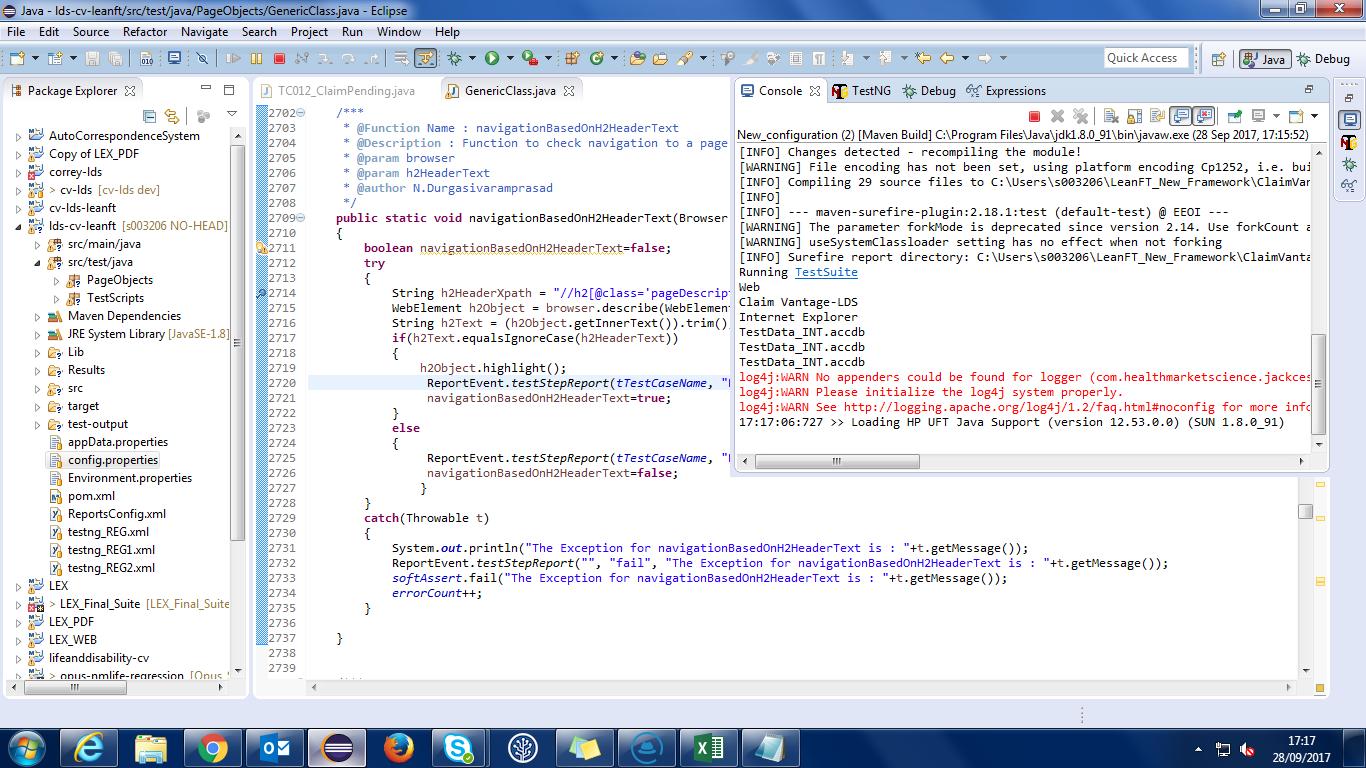 Java - lds-cv-leanft/src/test/java/PageObjects/GenericClass.java - Eclipse
File Edit Source Refactor Navigate Search Project Run Window Help
Quick Access
Java
Debug
Package Explorer
AutoCorrespondenceSystem
Copy of LEX_PDF
correy-lds
> cv-lds [cv-lds dev]
cv-lds-leanft
lds-cv-leanft [s003206 NO-HEAD]
src/main/java
src/test/java
PageObjects
TestScripts
Maven Dependencies
JRE System Library [JavaSE-1.8]
Lib
Results
src
target
test-output
appData.properties
config.properties
Environment.properties
pom.xml
ReportsConfig.xml
testng_REG.xml
testng_REG1.xml
testng_REG2.xml
LEX
> LEX_Final_Suite [LEX_Final_Suite
LEX_PDF
LEX_WEB
lifeanddisability-cv
> opus-nmlife-regression [Opus_
TC012_ClaimPending.java
GenericClass.java
2702 /***
2703 * @Function Name : navigationBasedOnH2HeaderText
2704 * @Description : Function to check navigation to a page
2705 * @param browser
2706 * @param h2HeaderText
2707 * @author N.Durgasivaramprasad
2708 */
2709 public static void navigationBasedOnH2HeaderText(Browser
2710 {
2711 boolean navigationBasedOnH2HeaderText=false;
2712 try
2713 {
2714 String h2HeaderXpath = "//h2[@class='pageDescript
2715 WebElement h2Object = browser.describe(WebElement
2716 String h2Text = (h2Object.getInnerText()).trim()
2717 if(h2Text.equalsIgnoreCase(h2HeaderText))
2718 {
2719 h2Object.highlight();
2720 ReportEvent.testStepReport(tTestCaseName, "
2721 navigationBasedOnH2HeaderText=true;
2722 }
2723 else
2724 {
2725 ReportEvent.testStepReport(tTestCaseName, "
2726 navigationBasedOnH2HeaderText=false;
2727 }
2728 }
2729 catch(Throwable t)
2730 {
2731 System.out.println("The Exception for navigationBasedOnH2HeaderText is : "+t.getMessage());
2732 ReportEvent.testStepReport("", "fail", "The Exception for navigationBasedOnH2HeaderText is : "+t.getMessage());
2733 softAssert.fail("The Exception for navigationBasedOnH2HeaderText is : "+t.getMessage());
2734 errorCount++;
2735 }
2736
2737 }
2738
2739
Console TestNG Debug Expressions
New_configuration (2) [Maven Build] C:\Program Files\Java\jdk1.8.0_91\bin\javaw.exe (28 Sep 2017, 17:15:52)
[INFO] Changes detected - recompiling the module!
[WARNING] File encoding has not been set, using platform encoding Cp1252, i.e. bui
[INFO] Compiling 29 source files to C:\Users\s003206\LeanFT_New_Framework\ClaimVan
[INFO]
[INFO] --- maven-surefire-plugin:2.18.1:test (default-test) @ EEOI ---
[WARNING] The parameter forkMode is deprecated since version 2.14. Use forkCount a
[WARNING] useSystemClassloader setting has no effect when not forking
[INFO] Surefire report directory: C:\Users\s003206\LeanFT_New_Framework\ClaimVanta
Running TestSuite
Web
Claim Vantage-LDS
Internet Explorer
TestData_INT.accdb
TestData_INT.accdb
TestData_INT.accdb
log4j:WARN No appenders could be found for logger (com.healthmarketscience.jackces
log4j:WARN Please initialize the log4j system properly.
log4j:WARN See http://logging.apache.org/log4j/1.2/faq.html#noconfig for more info
17:17:06:727 >> Loading HP UFT Java Support (version 12.53.0.0) (SUN 1.8.0_91)
17:17
28/09/2017